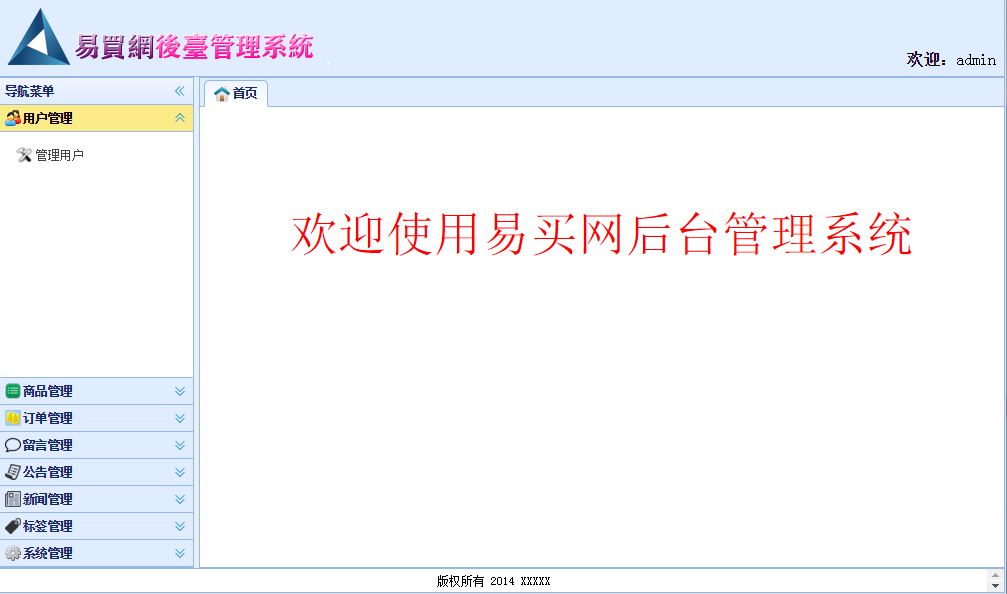 易買網後臺管理系統
欢迎：admin
导航菜单
首页
用户管理
管理用户
欢迎使用易买网后台管理系统
商品管理
订单管理
留言管理
公告管理
新闻管理
标签管理
系统管理
版权所有 2014 XXXXX